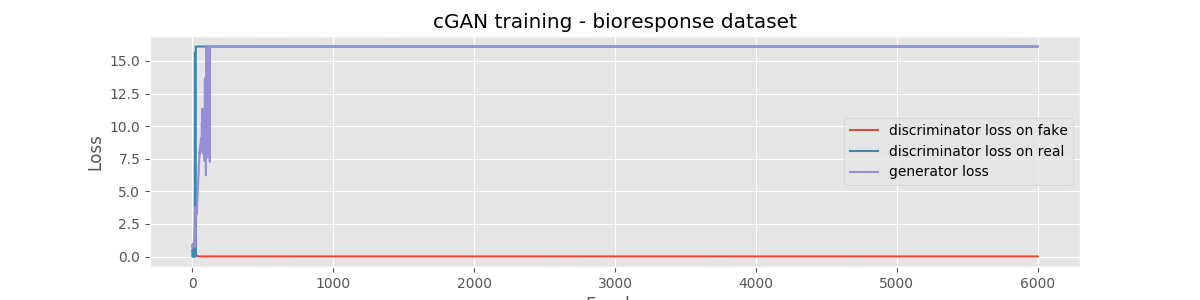 cGAN training - bioresponse dataset
15.0
12.5
10.0
7.5
5.0
2.5
0.0
Loss
discriminator loss on fake
discriminator loss on real
generator loss
0 1000 2000 3000 4000 5000 6000